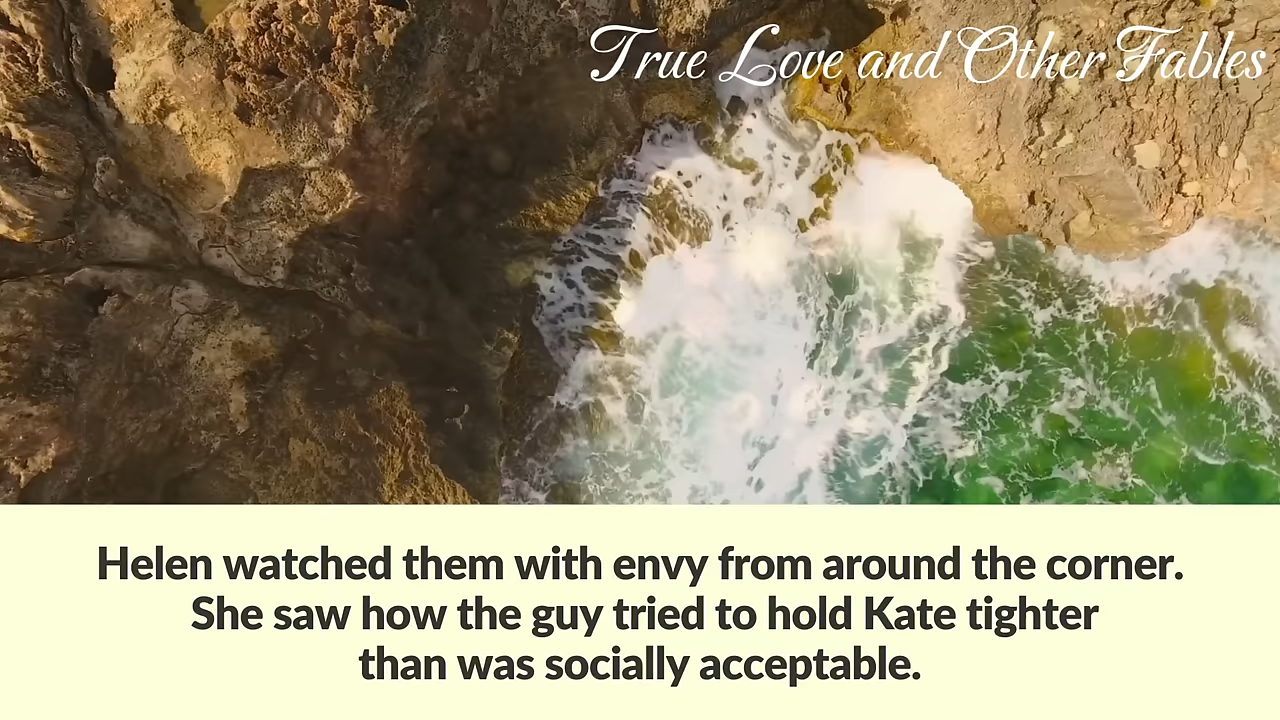 True Love and Other Fables
Helen watched them with envy from around the corner.
She saw how the guy tried to hold Kate tighter
than was socially acceptable.